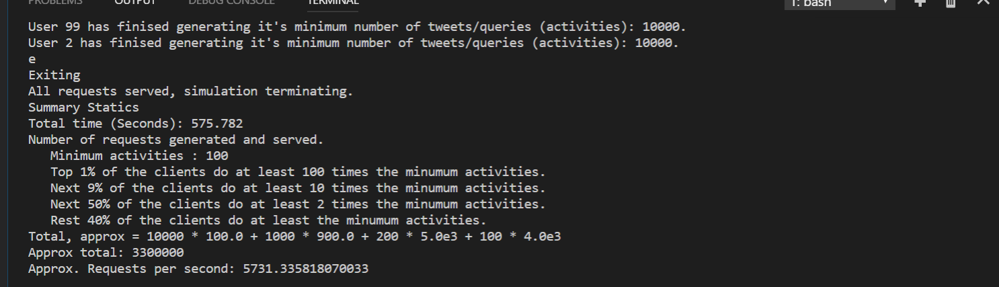 PROBLEMS OUTPUT DEBUG CONSOLE TERMINAL 1: bash
User 99 has finised generating it's minimum number of tweets/queries (activities): 10000.
User 2 has finised generating it's minimum number of tweets/queries (activities): 10000.
e
Exiting
All requests served, simulation terminating.
Summary Statics
Total time (Seconds): 575.782
Number of requests generated and served.
Minimum activities : 100
Top 1% of the clients do at least 100 times the minumum activities.
Next 9% of the clients do at least 10 times the minumum activities.
Next 50% of the clients do at least 2 times the minumum activities.
Rest 40% of the clients do at least the minumum activities.
Total, approx = 10000 * 100.0 + 1000 * 900.0 + 200 * 5.0e3 + 100 * 4.0e3
Approx total: 3300000
Approx. Requests per second: 5731.335818070033